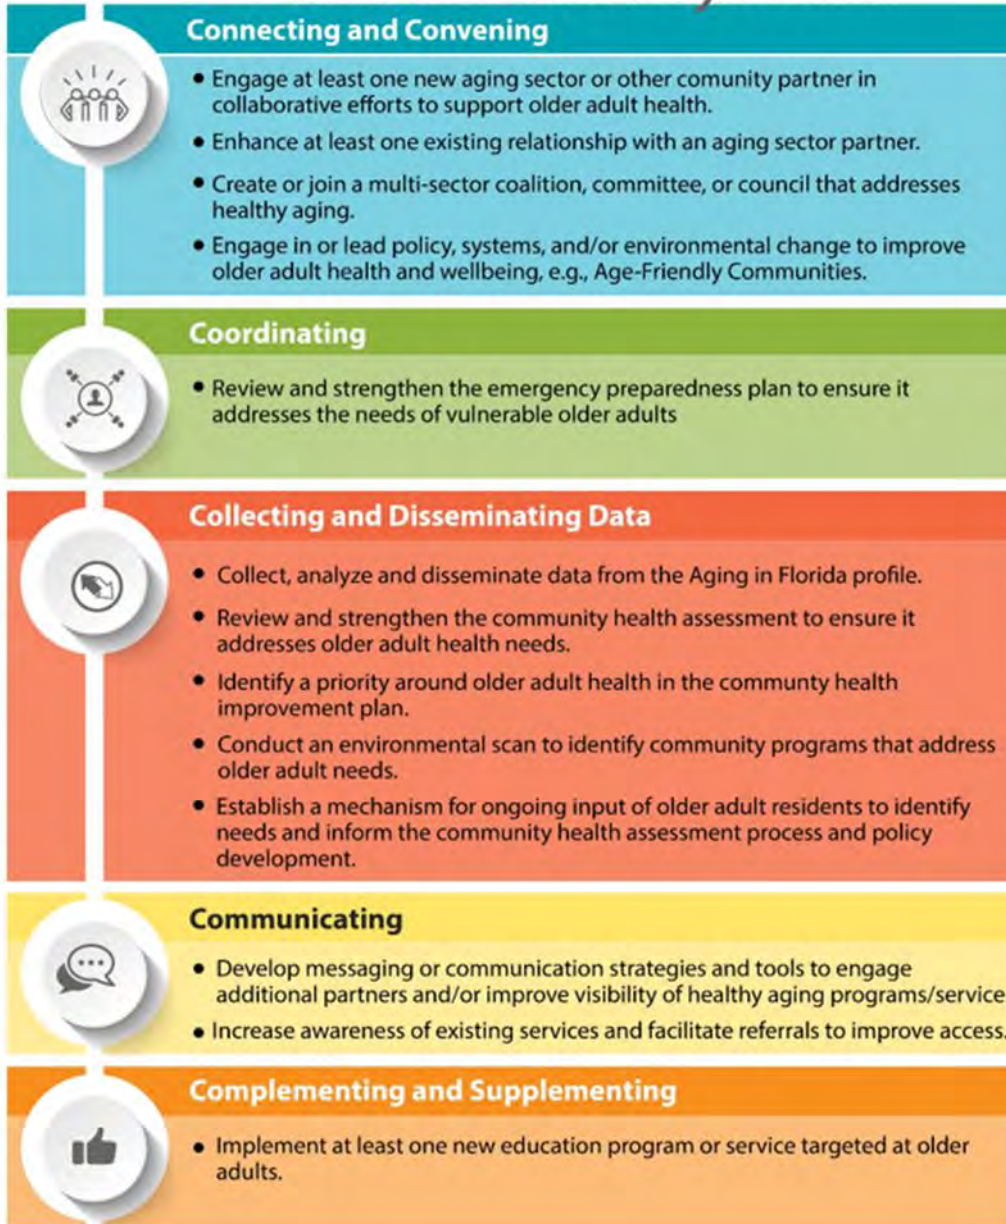 Connecting and Convening
• Engage at least one new aging sector or other comunity partner in
collaborative efforts to support older adult health.
• Enhance at least one existing relationship with an aging sector partner.
• Create or join a multi-sector coalition, committee, or council that addresses
healthy aging.
• Engage in or lead policy, systems, and/or environmental change to improve
older adult health and wellbeing, e.g., Age-Friendly Communities.
Coordinating
• Review and strengthen the emergency preparedness plan to ensure it
addresses the needs of vulnerable older adults
Collecting and Disseminating Data
• Collect, analyze and disseminate data from the Aging in Florida profile.
• Review and strengthen the community health assessment to ensure it
addresses older adult health needs.
• Identify a priority around older adult health in the communty health
improvement plan.
• Conduct an environmental scan to identify community programs that address
older adult needs.
• Establish a mechanism for ongoing input of older adult residents to identify
needs and inform the community health assessment process and policy
development.
Communicating
• Develop messaging or communication strategies and tools to engage
additional partners and/or improve visibility of healthy aging programs/service
• Increase awareness of existing services and facilitate referrals to improve access.
Complementing and Supplementing
• Implement at least one new education program or service targeted at older
adults.